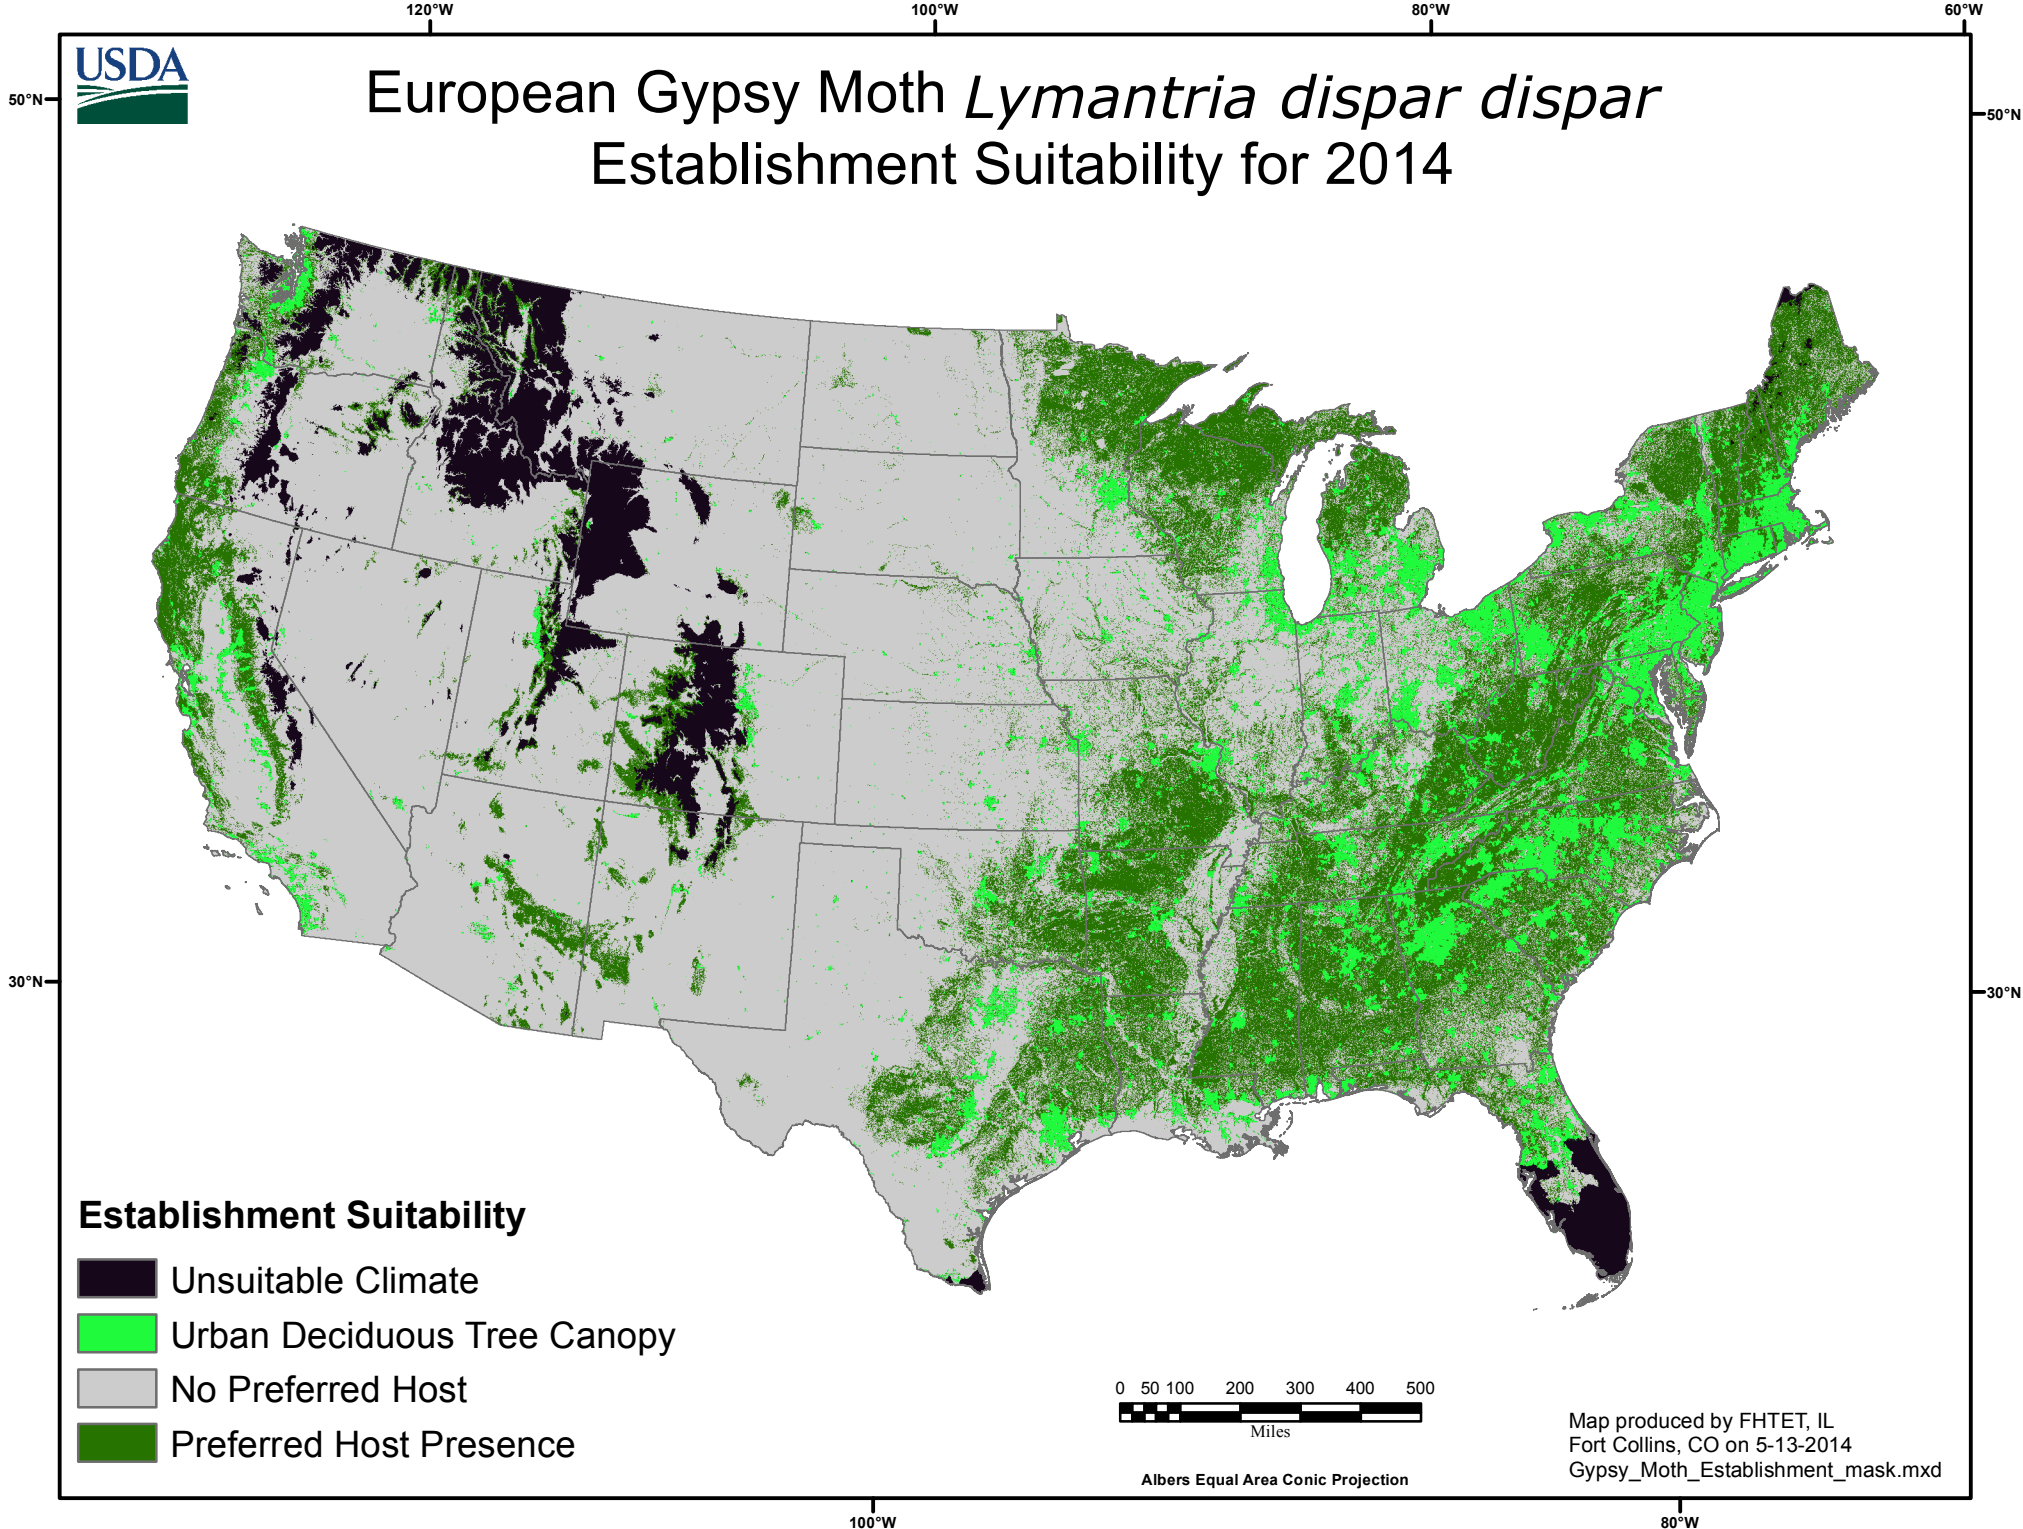 120°W 100°W 80°W 60°W
USDA
European Gypsy Moth Lymantria dispar dispar
Establishment Suitability for 2014
50°N 50°N
30°N 30°N
Establishment Suitability
Unsuitable Climate
Urban Deciduous Tree Canopy
No Preferred Host
Preferred Host Presence
0 50 100 200 300 400 500
Miles
Albers Equal Area Conic Projection
Map produced by FHTET, IL
Fort Collins, CO on 5-13-2014
Gypsy_Moth_Establishment_mask.mxd
100°W 80°W